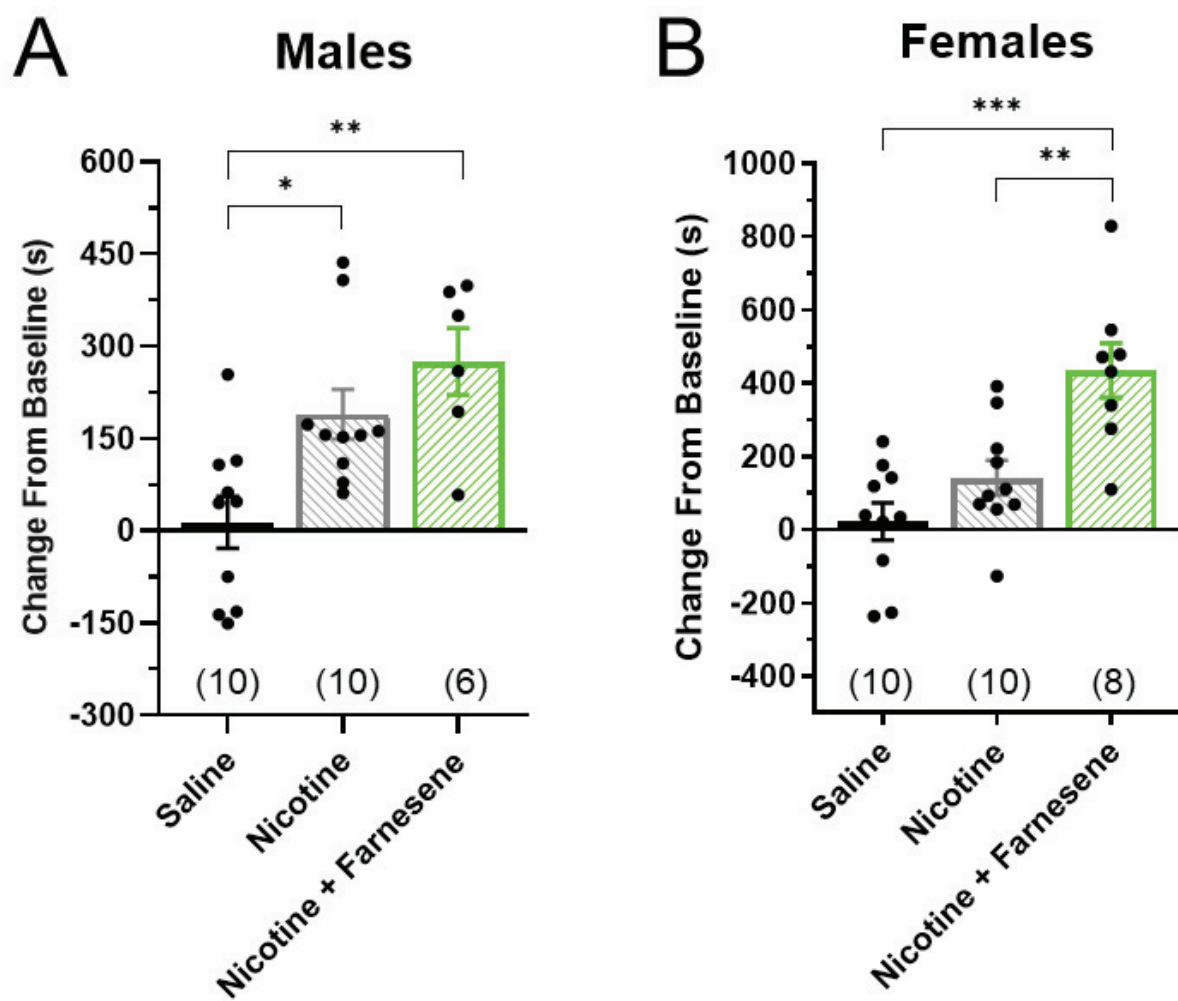 A
Males
**
*
600
450
300
150
0
-150
-300
Change From Baseline (s)
(10) (10) (6)
Saline
Nicotine
Nicotine + Farnesene
B
Females
***
**
1000
800
600
400
200
0
-200
-400
Change From Baseline (s)
(10) (10) (8)
Saline
Nicotine
Nicotine + Farnesene